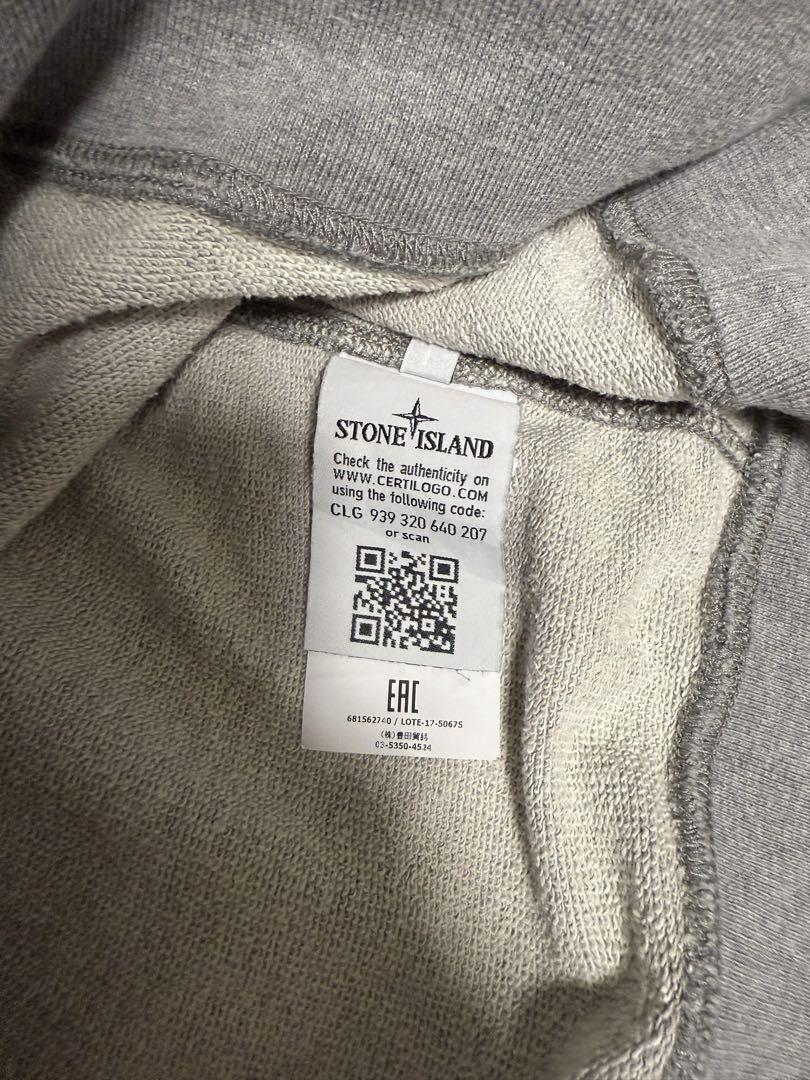 STONE ISLAND
Check the authenticity on
WWW.CERTILOGO.COM
using the following code:
CLG 939 320 640 207
or scan
EAC
681562740 / LOTE-17-50675
(株)豊田貿易
03-5350-4524